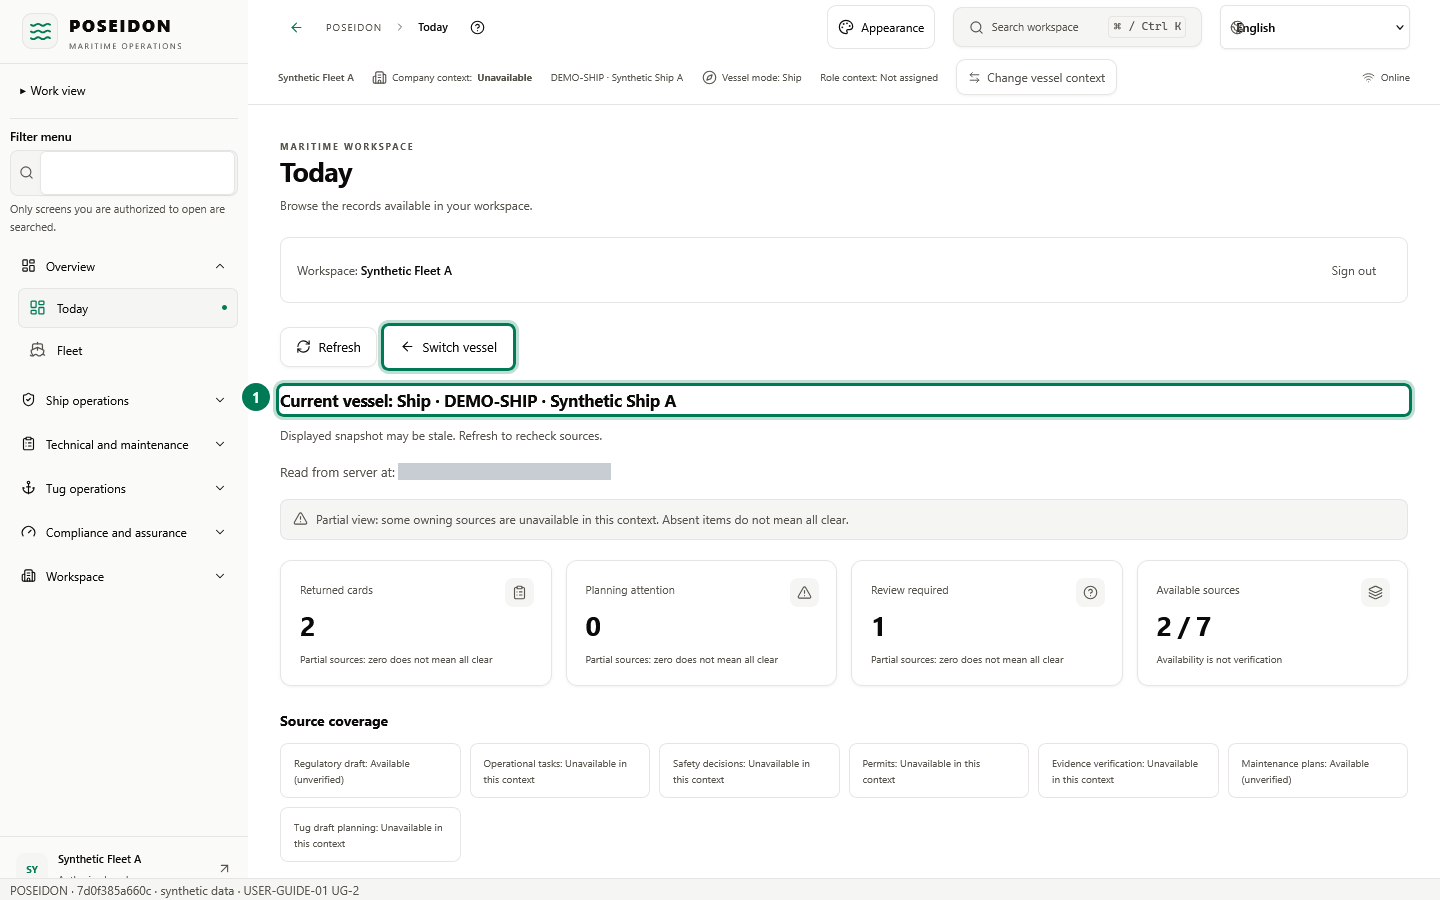 POSEIDON
MARITIME OPERATIONS
Work view
Filter menu
Only screens you are authorized to open are
searched.
Overview
Today
Fleet
Ship operations
Technical and maintenance
Tug operations
Compliance and assurance
Workspace
SY
Synthetic Fleet A
POSEIDON
Today
Appearance
Search workspace
⌘ / Ctrl K
English
Synthetic Fleet A
Company context: Unavailable
DEMO-SHIP · Synthetic Ship A
Vessel mode: Ship
Role context: Not assigned
Change vessel context
Online
MARITIME WORKSPACE
Today
Browse the records available in your workspace.
Workspace: Synthetic Fleet A
Sign out
Refresh
Switch vessel
1
Current vessel: Ship · DEMO-SHIP · Synthetic Ship A
Displayed snapshot may be stale. Refresh to recheck sources.
Read from server at:
Partial view: some owning sources are unavailable in this context. Absent items do not mean all clear.
Returned cards
2
Partial sources: zero does not mean all clear
Planning attention
0
Partial sources: zero does not mean all clear
Review required
1
Partial sources: zero does not mean all clear
Available sources
2 / 7
Availability is not verification
Source coverage
Regulatory draft: Available
(unverified)
Operational tasks: Unavailable in
this context
Safety decisions: Unavailable in
this context
Permits: Unavailable in this
context
Evidence verification: Unavailable
in this context
Maintenance plans: Available
(unverified)
Tug draft planning: Unavailable in
this context
POSEIDON · 7d0f385a660c · synthetic data · USER-GUIDE-01 UG-2